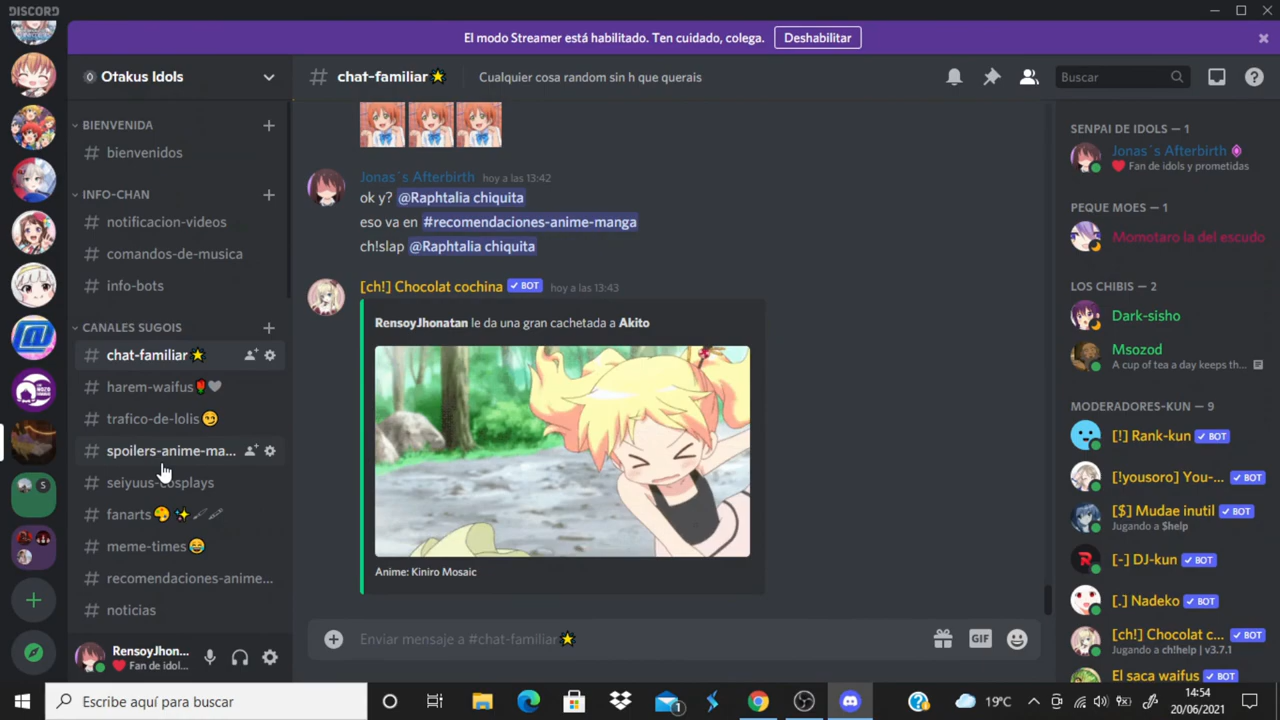 DISCORD
El modo Streamer está habilitado. Ten cuidado, colega. Deshabilitar
Otakus Idols
# chat-familiar⭐ Cualquier cosa random sin h que querais
Buscar
BIENVENIDA
# bienvenidos
INFO-CHAN
# notificacion-videos
# comandos-de-musica
# info-bots
CANALES SUGOIS
# chat-familiar⭐
# harem-waifus🌹🖤
# trafico-de-lolis😏
# spoilers-anime-ma...
# seiyuus-cosplays
# fanarts🎨✨🖌🖌
# meme-times😂
# recomendaciones-anime...
# noticias
RensoyJhon...
❤️ Fan de idol...
Jonas´s Afterbirth hoy a las 13:42
ok y? @Raphtalia chiquita
eso va en #recomendaciones-anime-manga
ch!slap @Raphtalia chiquita
[ch!] Chocolat cochina ✓ BOT hoy a las 13:43
RensoyJhonatan le da una gran cachetada a Akito
Anime: Kiniro Mosaic
Enviar mensaje a #chat-familiar⭐
GIF
SENPAI DE IDOLS — 1
Jonas´s Afterbirth
❤️ Fan de idols y prometidas
PEQUE MOES — 1
Momotaro la del escudo
LOS CHIBIS — 2
Dark-sisho
Msozod
A cup of tea a day keeps th...
MODERADORES-KUN — 9
[!] Rank-kun ✓ BOT
[!yousoro] You-... ✓ BOT
[$] Mudae inutil ✓ BOT
Jugando a $help
[-] DJ-kun ✓ BOT
[.] Nadeko ✓ BOT
[ch!] Chocolat c... ✓ BOT
Jugando a ch!help | v3.7.1
El saca waifus ✓ BOT
Escribe aquí para buscar
1
19°C
14:54
20/06/2021